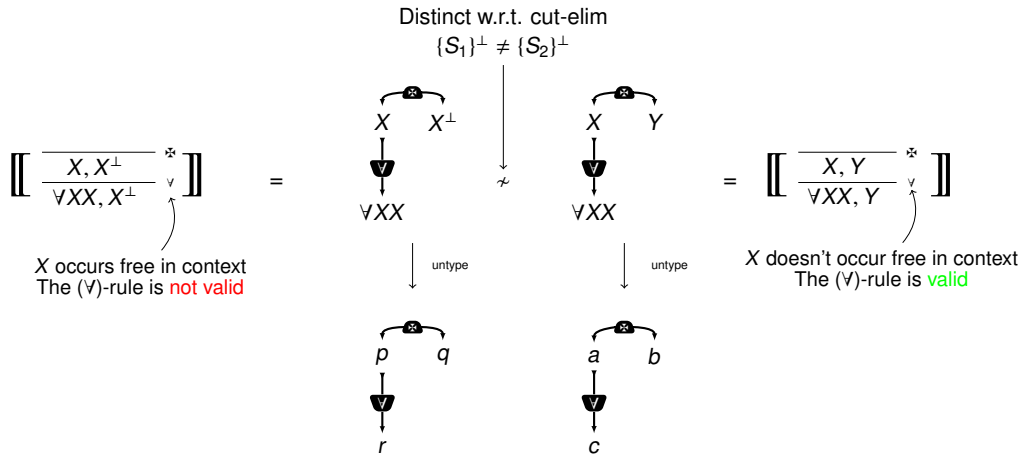 Distinct w.r.t. cut-elim
{S₁}^⊥ ≠ {S₂}^⊥
✠ ✠
X X^⊥ X Y
⟦ X, X^⊥ ✠ ⟧ = ∀ ≁ ∀ = ⟦ X, Y ✠ ⟧
∀XX, X^⊥ ∀ ∀XX, Y ∀
∀XX ∀XX
X occurs free in context
The (∀)-rule is not valid
X doesn't occur free in context
The (∀)-rule is valid
untype untype
✠ ✠
p q a b
∀ ∀
r c